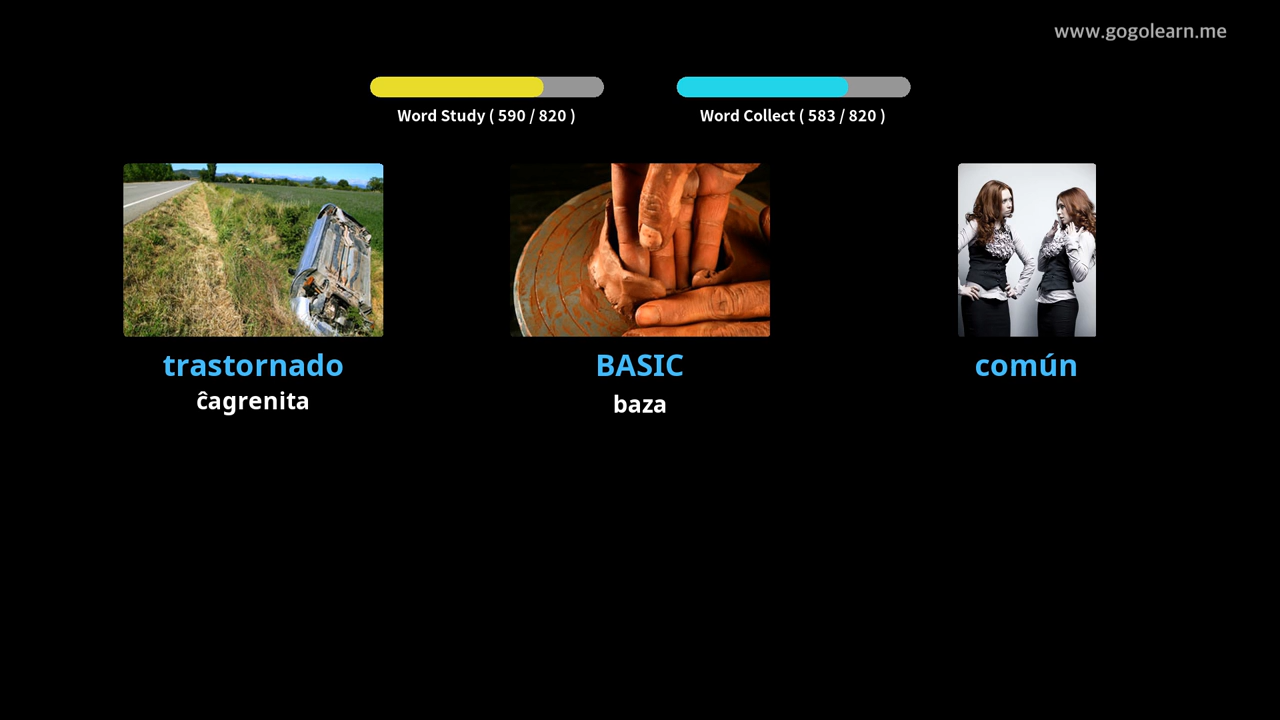 www.gogolearn.me
Word Study ( 590 / 820 )
Word Collect ( 583 / 820 )
trastornado
ĉagrenita
BASIC
baza
común